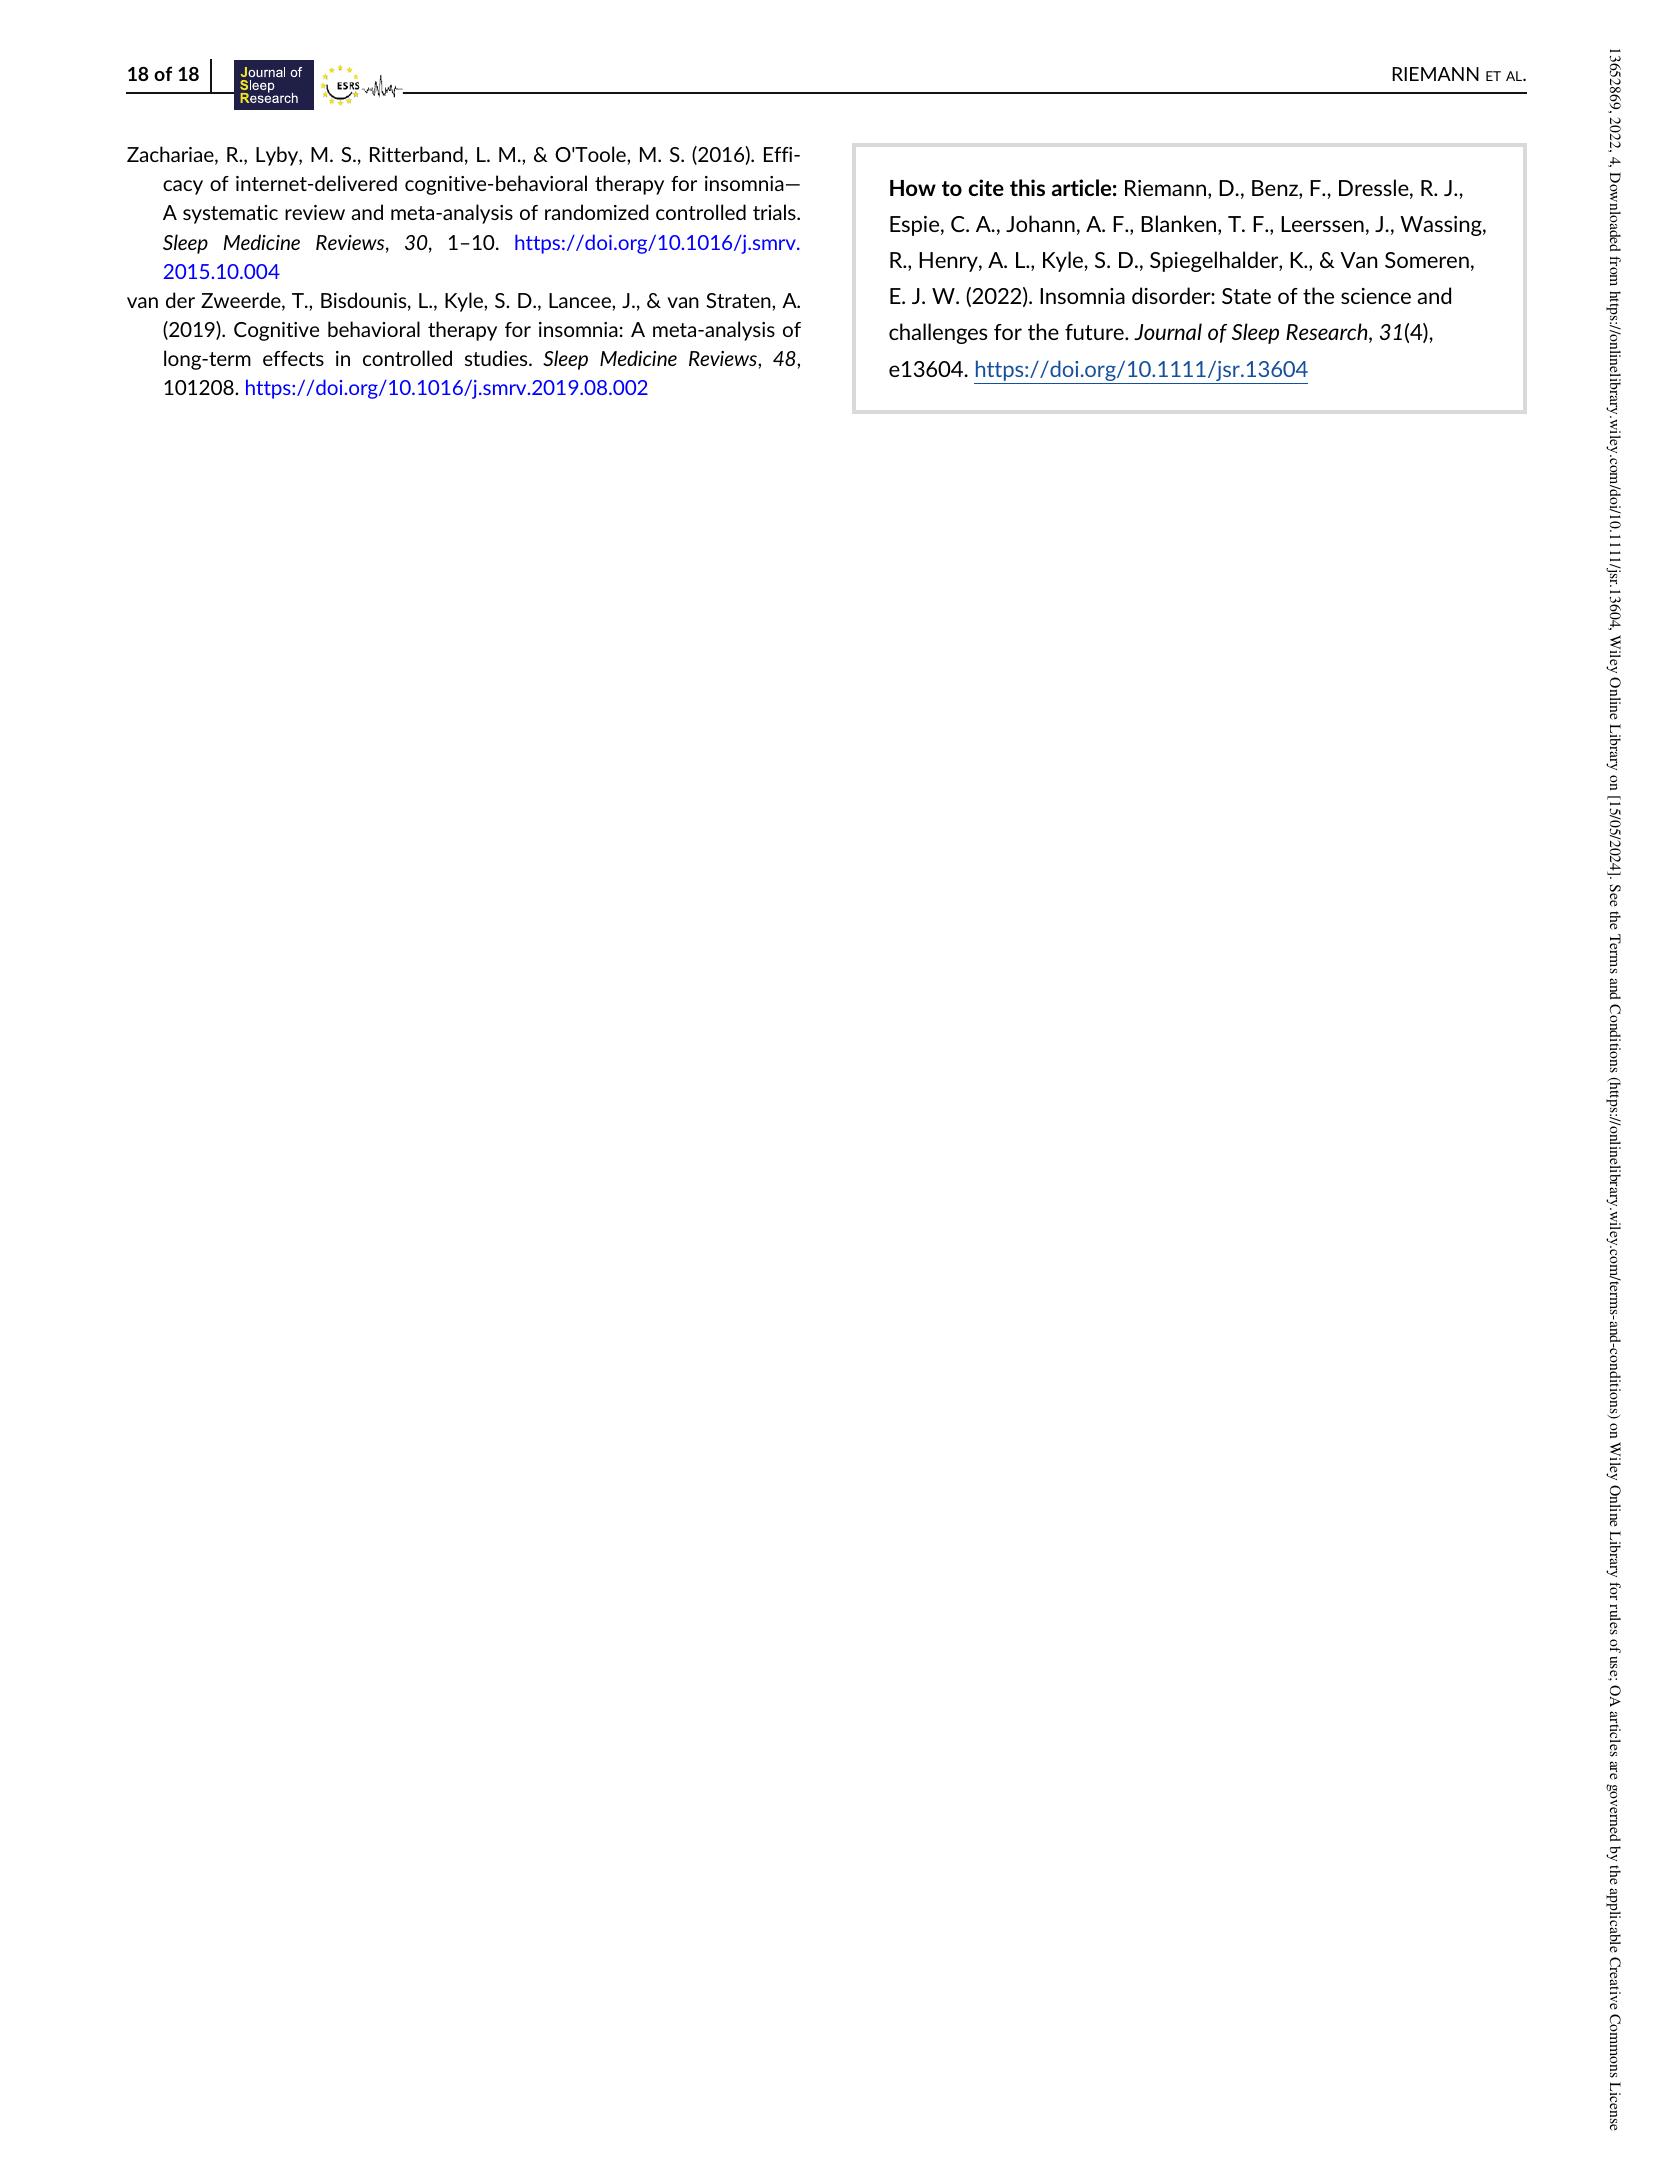 18 of 18
Journal of
Sleep
Research
ESRS
RIEMANN ET AL.
Zachariae, R., Lyby, M. S., Ritterband, L. M., & O'Toole, M. S. (2016). Effi-
cacy of internet-delivered cognitive-behavioral therapy for insomnia—
A systematic review and meta-analysis of randomized controlled trials.
Sleep Medicine Reviews, 30, 1–10. https://doi.org/10.1016/j.smrv.
2015.10.004
van der Zweerde, T., Bisdounis, L., Kyle, S. D., Lancee, J., & van Straten, A.
(2019). Cognitive behavioral therapy for insomnia: A meta-analysis of
long-term effects in controlled studies. Sleep Medicine Reviews, 48,
101208. https://doi.org/10.1016/j.smrv.2019.08.002
How to cite this article: Riemann, D., Benz, F., Dressle, R. J.,
Espie, C. A., Johann, A. F., Blanken, T. F., Leerssen, J., Wassing,
R., Henry, A. L., Kyle, S. D., Spiegelhalder, K., & Van Someren,
E. J. W. (2022). Insomnia disorder: State of the science and
challenges for the future. Journal of Sleep Research, 31(4),
e13604. https://doi.org/10.1111/jsr.13604
13652869, 2022, 4, Downloaded from https://onlinelibrary.wiley.com/doi/10.1111/jsr.13604, Wiley Online Library on [15/05/2024]. See the Terms and Conditions (https://onlinelibrary.wiley.com/terms-and-conditions) on Wiley Online Library for rules of use; OA articles are governed by the applicable Creative Commons License